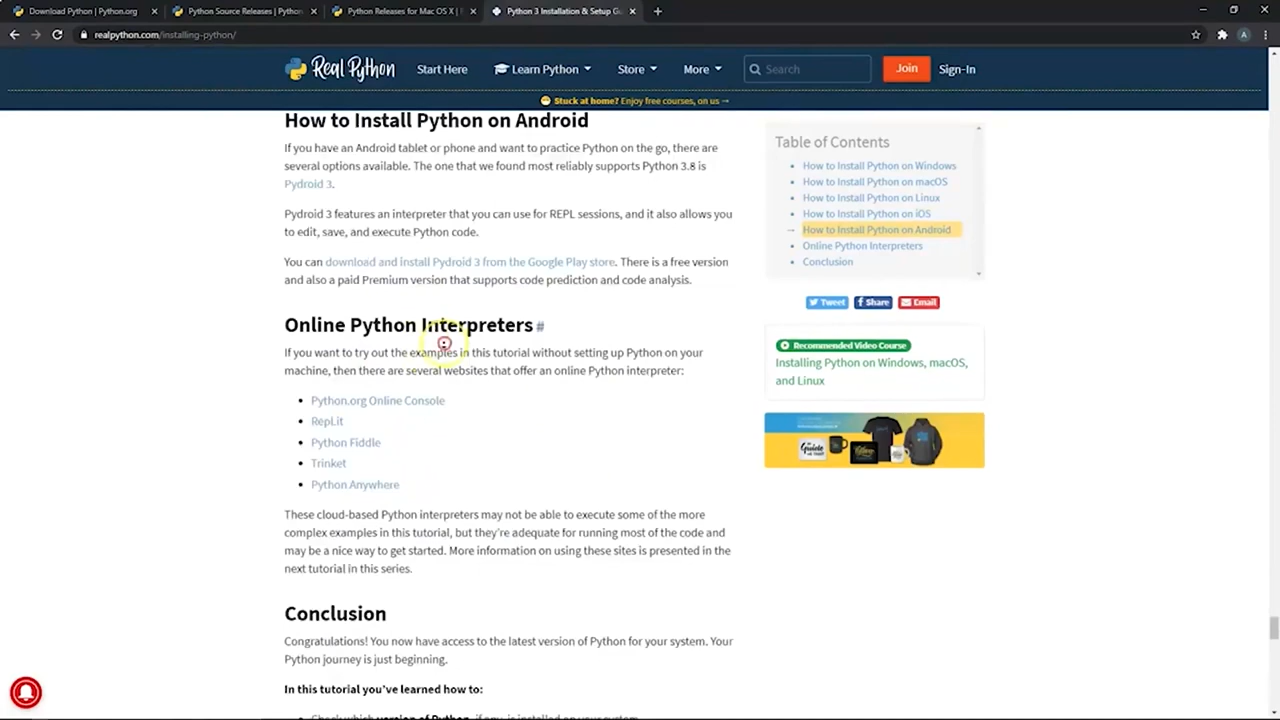 Download Python | Python.org
Python Source Releases | Python
Python Releases for Mac OS X |
Python 3 Installation & Setup Gu
realpython.com/installing-python/
A
Real Python
Start Here
Learn Python
Store
More
Search
Join
Sign-In
Stuck at home? Enjoy free courses, on us →
How to Install Python on Android
If you have an Android tablet or phone and want to practice Python on the go, there are
several options available. The one that we found most reliably supports Python 3.8 is
Pydroid 3.
Pydroid 3 features an interpreter that you can use for REPL sessions, and it also allows you
to edit, save, and execute Python code.
You can download and install Pydroid 3 from the Google Play store. There is a free version
and also a paid Premium version that supports code prediction and code analysis.
Online Python Interpreters #
If you want to try out the examples in this tutorial without setting up Python on your
machine, then there are several websites that offer an online Python interpreter:
• Python.org Online Console
• Repl.it
• Python Fiddle
• Trinket
• Python Anywhere
These cloud-based Python interpreters may not be able to execute some of the more
complex examples in this tutorial, but they're adequate for running most of the code and
may be a nice way to get started. More information on using these sites is presented in the
next tutorial in this series.
Conclusion
Congratulations! You now have access to the latest version of Python for your system. Your
Python journey is just beginning.
In this tutorial you've learned how to:
• Check which version of Python, if any, is installed on your system
Table of Contents
• How to Install Python on Windows
• How to Install Python on macOS
• How to Install Python on Linux
• How to Install Python on iOS
→ How to Install Python on Android
• Online Python Interpreters
• Conclusion
Tweet
Share
Email
Recommended Video Course
Installing Python on Windows, macOS,
and Linux